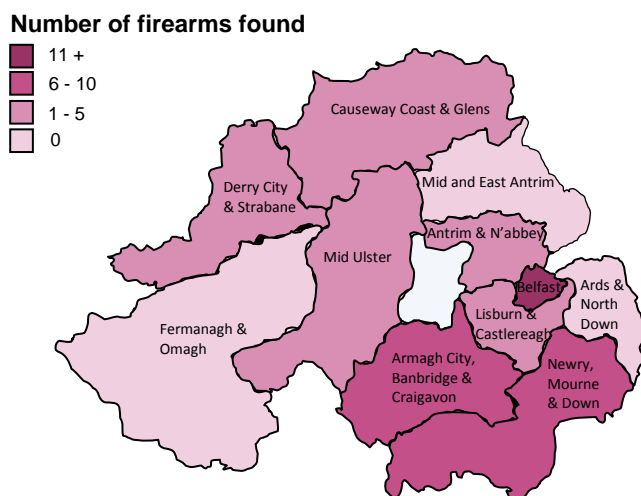 Number of firearms found
11 +
6 - 10
1 - 5
0
Causeway Coast & Glens
Derry City
& Strabane
Mid and East Antrim
Antrim & N'abbey
Mid Ulster
Belfast
Ards &
North
Down
Lisburn &
Castlereagh
Fermanagh &
Omagh
Armagh City,
Banbridge &
Craigavon
Newry,
Mourne
& Down